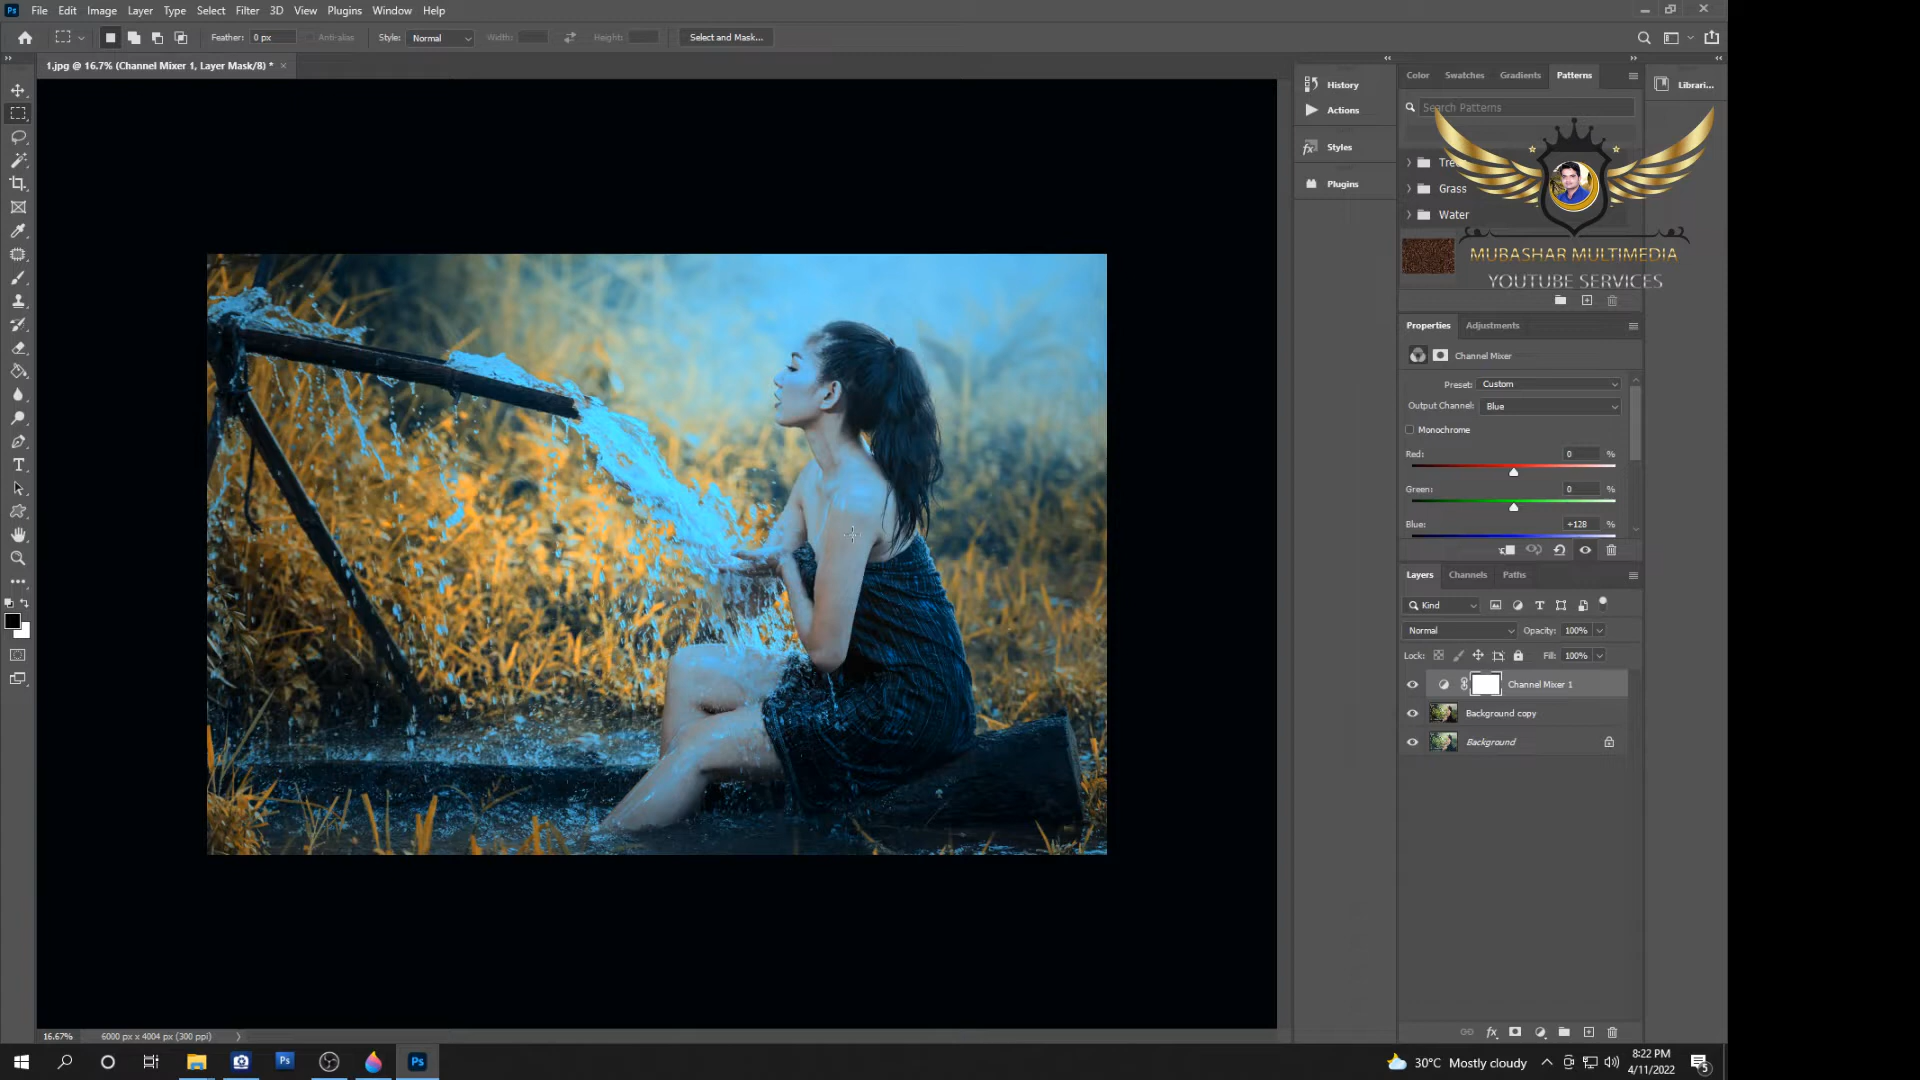 File Edit Image Layer Type Select Filter 3D View Plugins Window Help
Feather: 0 px Anti-alias Style: Normal Width: Height: Select and Mask...
1.jpg @ 16.7% (Channel Mixer 1, Layer Mask/8) *
History
Actions
Styles
Plugins
Color Swatches Gradients Patterns
Librari...
Search Patterns
Grass
Water
MUBASHAR MULTIMEDIA
YOUTUBE SERVICES
Properties Adjustments
Channel Mixer
Preset: Custom
Output Channel: Blue
Monochrome
Red: 0 %
Green: 0 %
Blue: +128 %
Layers Channels Paths
Kind
Normal Opacity: 100%
Lock: Fill: 100%
Channel Mixer 1
Background copy
Background
16.67% 6000 px x 4004 px (300 ppi)
30°C Mostly cloudy
8:22 PM
4/11/2022
5